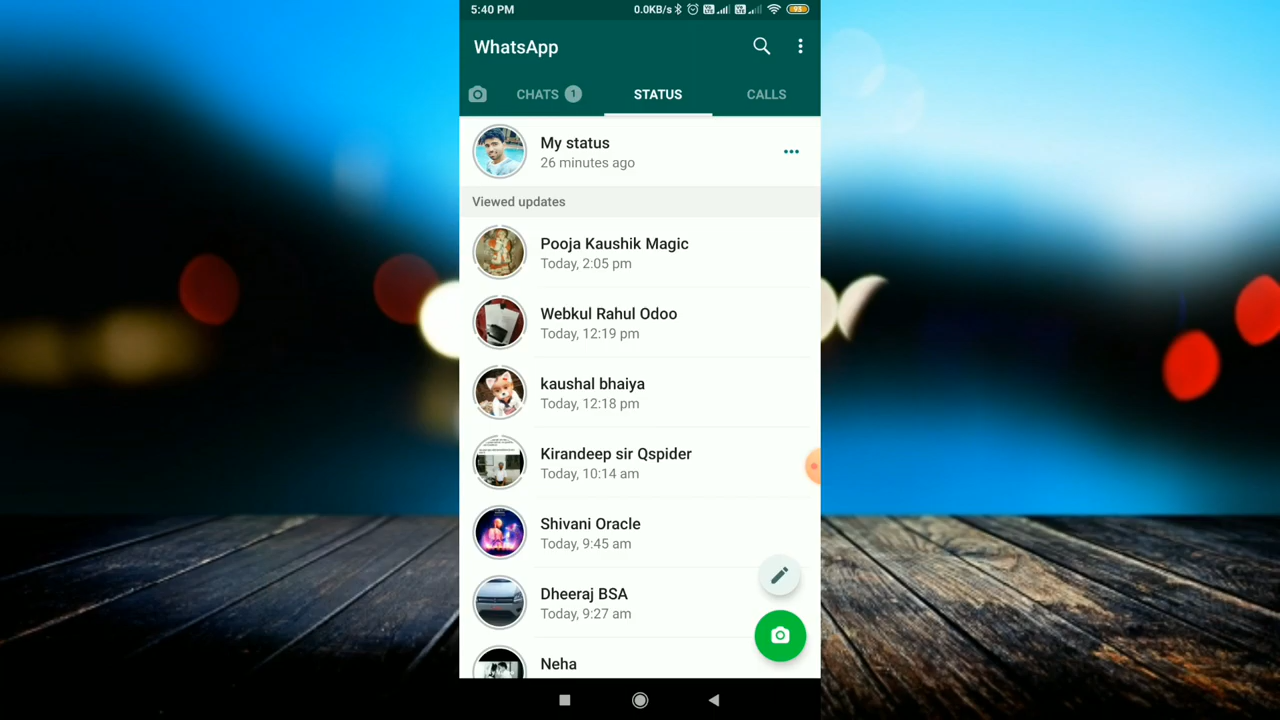 5:40 PM
0.0KB/s
93
WhatsApp
CHATS 1
STATUS
CALLS
My status
26 minutes ago
Viewed updates
Pooja Kaushik Magic
Today, 2:05 pm
Webkul Rahul Odoo
Today, 12:19 pm
kaushal bhaiya
Today, 12:18 pm
Kirandeep sir Qspider
Today, 10:14 am
Shivani Oracle
Today, 9:45 am
Dheeraj BSA
Today, 9:27 am
Neha